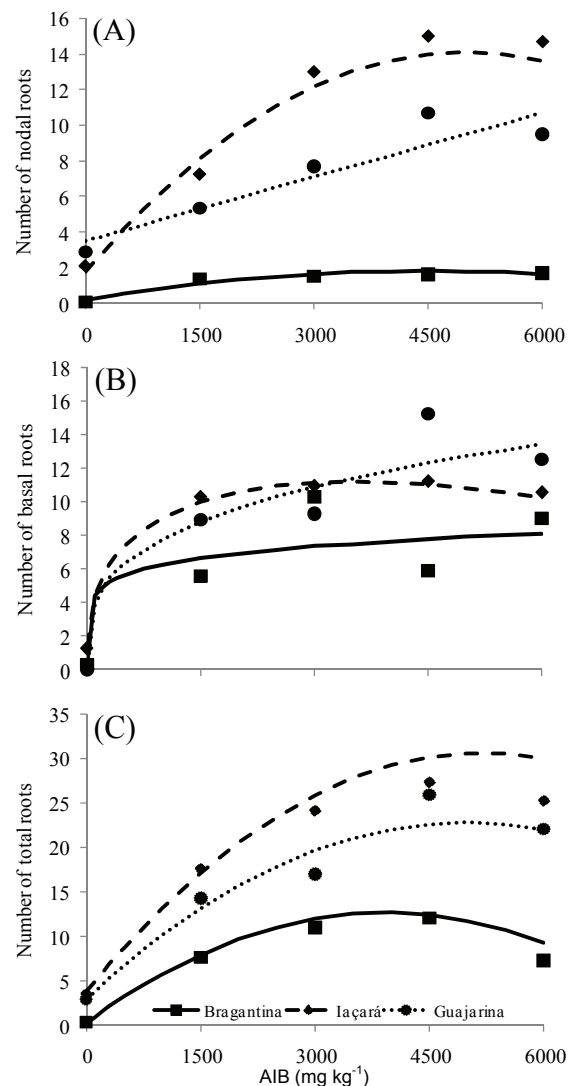 (A)
Number of nodal roots
16
14
12
10
8
6
4
2
0
0 1500 3000 4500 6000
(B)
Number of basal roots
18
16
14
12
10
8
6
4
2
0
0 1500 3000 4500 6000
(C)
Number of total roots
35
30
25
20
15
10
5
0
Bragantina Iaçará Guajarina
0 1500 3000 4500 6000
AIB (mg kg⁻¹)